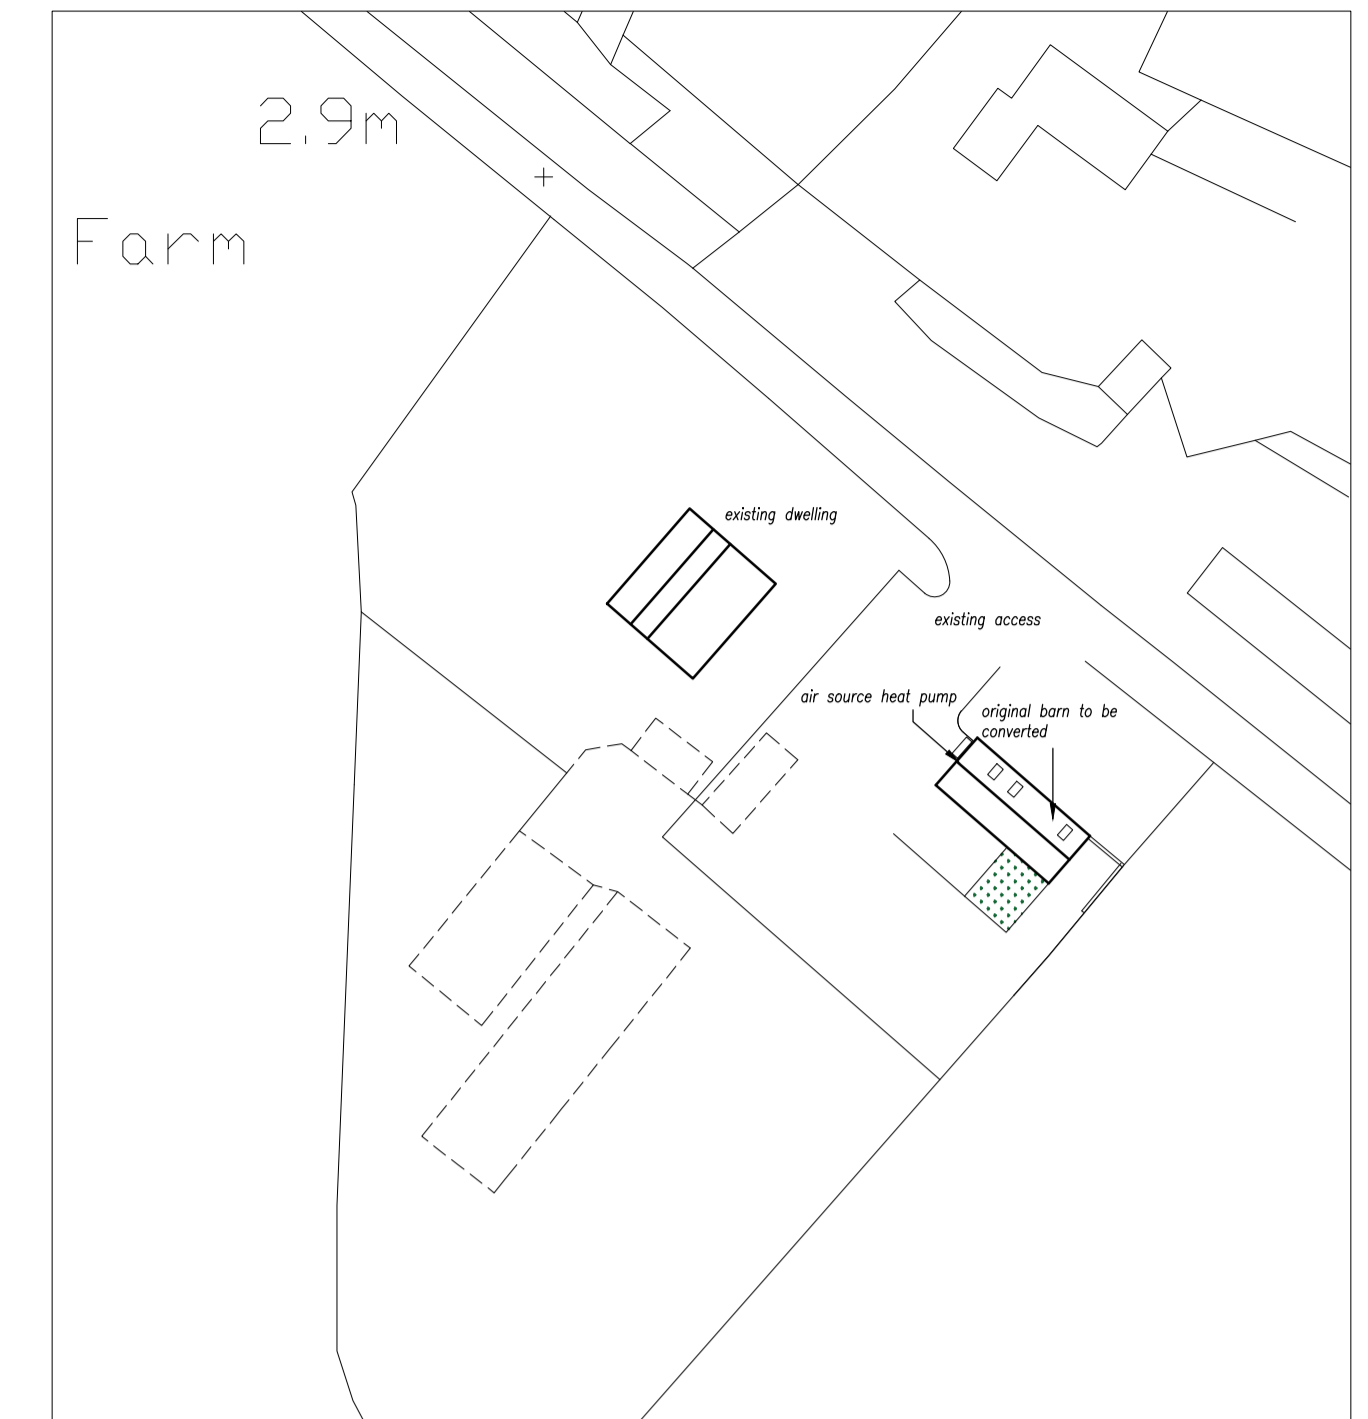 2.9m
Farm
existing dwelling
existing access
air source heat pump
original barn to be
converted